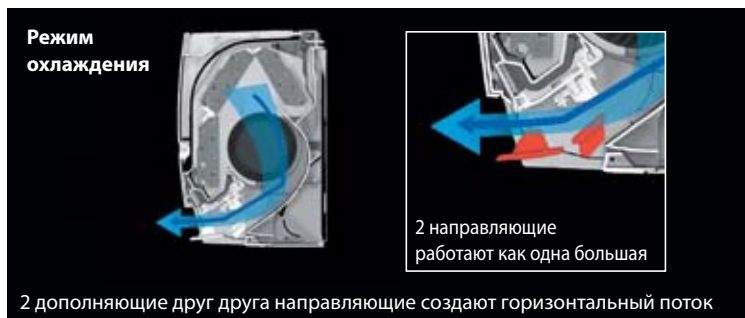 Режим
охлаждения
2 направляющие
работают как одна большая
2 дополняющие друг друга направляющие создают горизонтальный поток